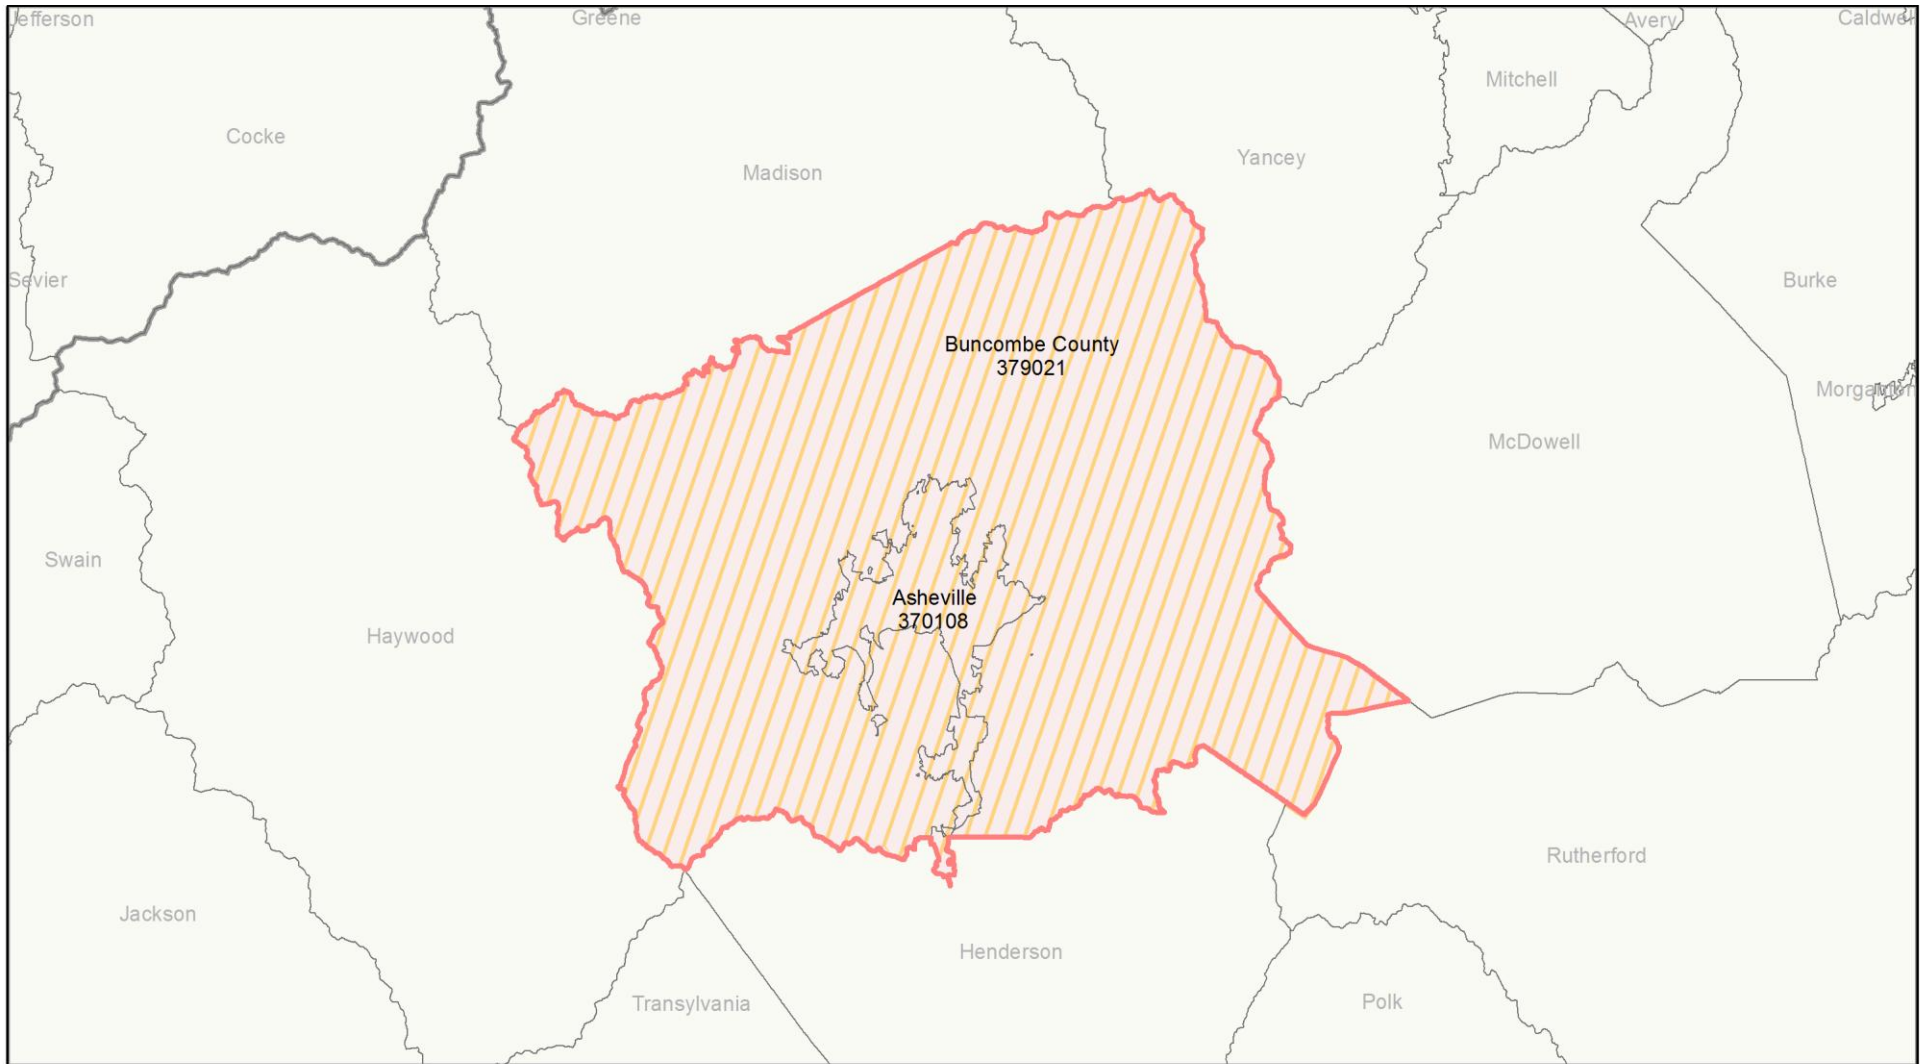 Jefferson
Greene
Avery
Caldwell
Mitchell
Cocke
Yancey
Madison
Sevier
Burke
Buncombe County
379021
Morganton
McDowell
Swain
Asheville
370108
Haywood
Rutherford
Jackson
Henderson
Transylvania
Polk